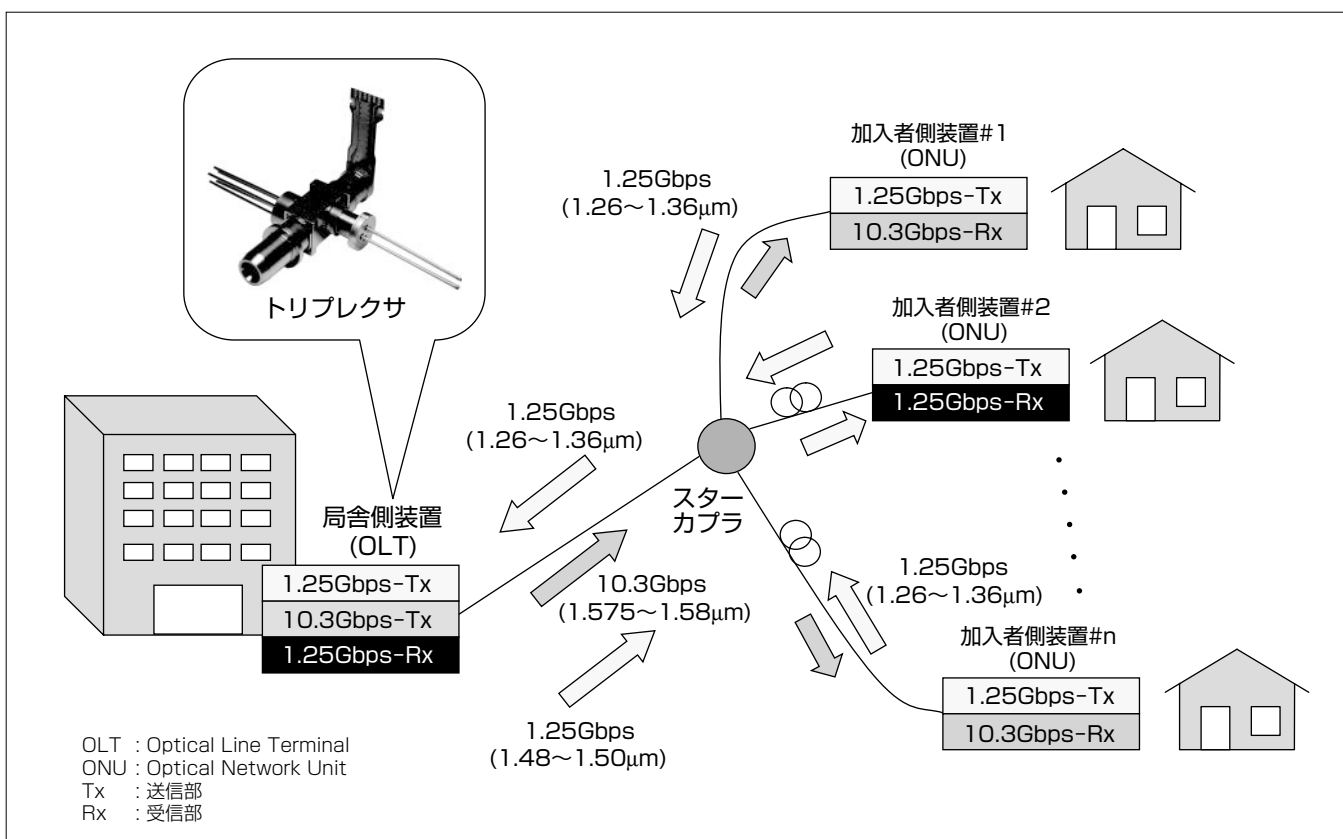 トリプレクサ
加入者側装置#1
(ONU)
1.25Gbps-Tx
10.3Gbps-Rx
1.25Gbps
(1.26～1.36μm)
加入者側装置#2
(ONU)
1.25Gbps-Tx
1.25Gbps-Rx
1.25Gbps
(1.26～1.36μm)
スター
カプラ
局舎側装置
(OLT)
1.25Gbps-Tx
10.3Gbps-Tx
1.25Gbps-Rx
10.3Gbps
(1.575～1.58μm)
1.25Gbps
(1.48～1.50μm)
1.25Gbps
(1.26～1.36μm)
加入者側装置#n
(ONU)
1.25Gbps-Tx
10.3Gbps-Rx
OLT : Optical Line Terminal
ONU : Optical Network Unit
Tx : 送信部
Rx : 受信部